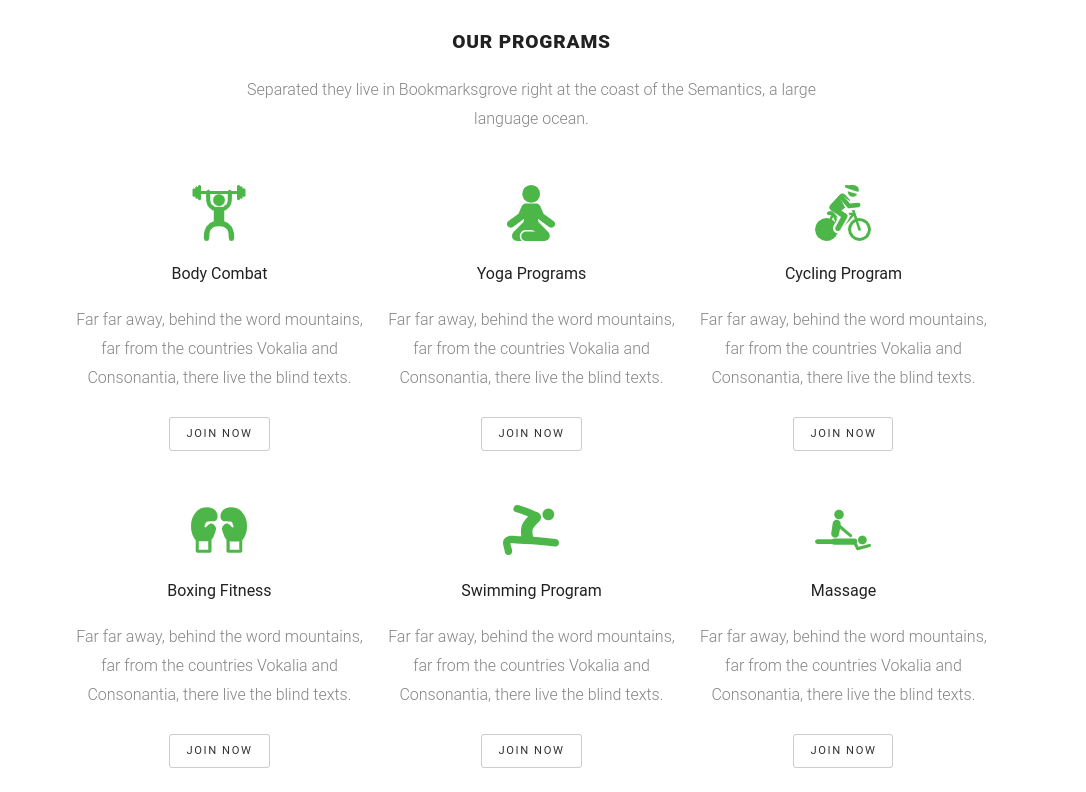 OUR PROGRAMS
Separated they live in Bookmarksgrove right at the coast of the Semantics, a large
language ocean.
Body Combat
Far far away, behind the word mountains,
far from the countries Vokalia and
Consonantia, there live the blind texts.
JOIN NOW
Yoga Programs
Far far away, behind the word mountains,
far from the countries Vokalia and
Consonantia, there live the blind texts.
JOIN NOW
Cycling Program
Far far away, behind the word mountains,
far from the countries Vokalia and
Consonantia, there live the blind texts.
JOIN NOW
Boxing Fitness
Far far away, behind the word mountains,
far from the countries Vokalia and
Consonantia, there live the blind texts.
JOIN NOW
Swimming Program
Far far away, behind the word mountains,
far from the countries Vokalia and
Consonantia, there live the blind texts.
JOIN NOW
Massage
Far far away, behind the word mountains,
far from the countries Vokalia and
Consonantia, there live the blind texts.
JOIN NOW